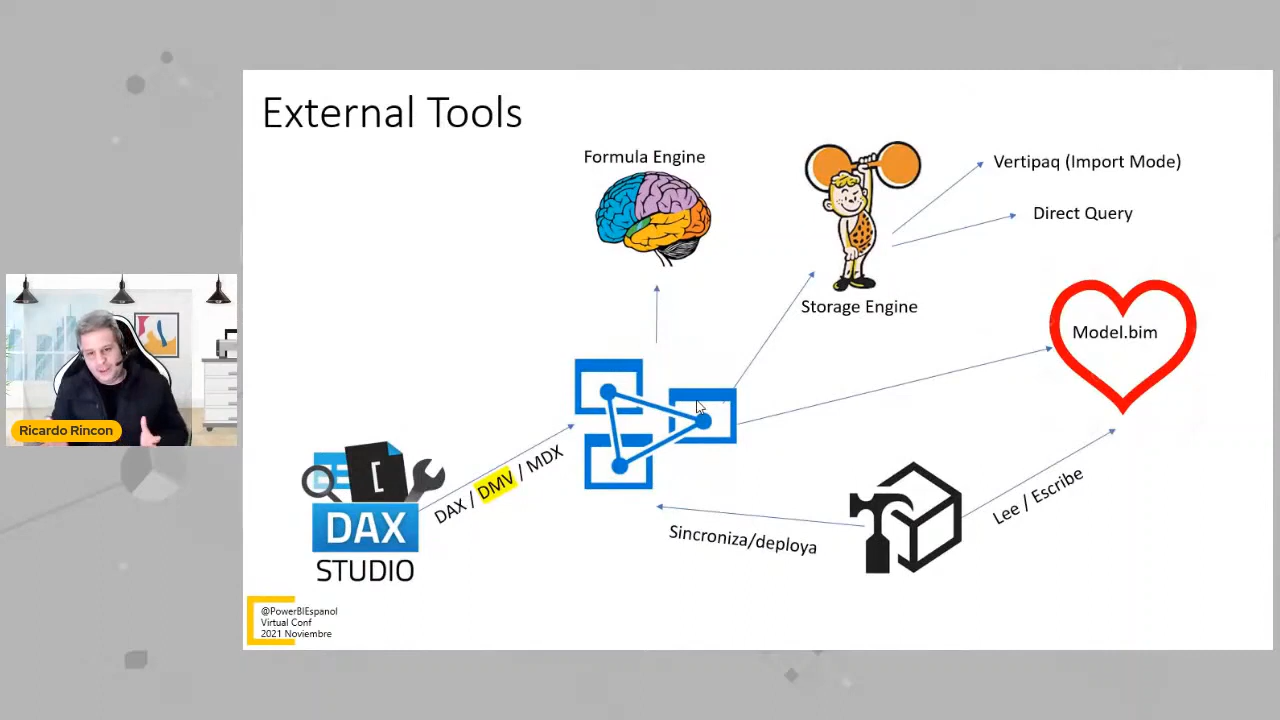 External Tools
Formula Engine
Vertipaq (Import Mode)
Direct Query
Storage Engine
Model.bim
Ricardo Rincon
DAX / DMV / MDX
Lee / Escribe
Sincroniza/deploya
[
DAX
STUDIO
@PowerBIEspanol
Virtual Conf
2021 Noviembre